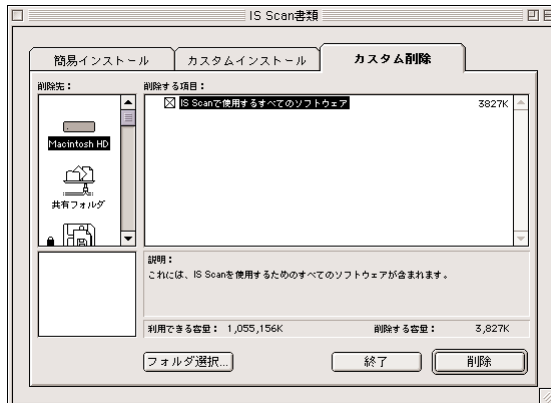 IS Scan書類
簡易インストール
カスタムインストール
カスタム削除
削除先：
Macintosh HD
共有フォルダ
削除する項目：
IS Scanで使用するすべてのソフトウェア 3827K
説明：
これには、IS Scanを使用するためのすべてのソフトウェアが含まれます。
利用できる容量： 1,055,156K 削除する容量： 3,827K
フォルダ選択...
終了
削除